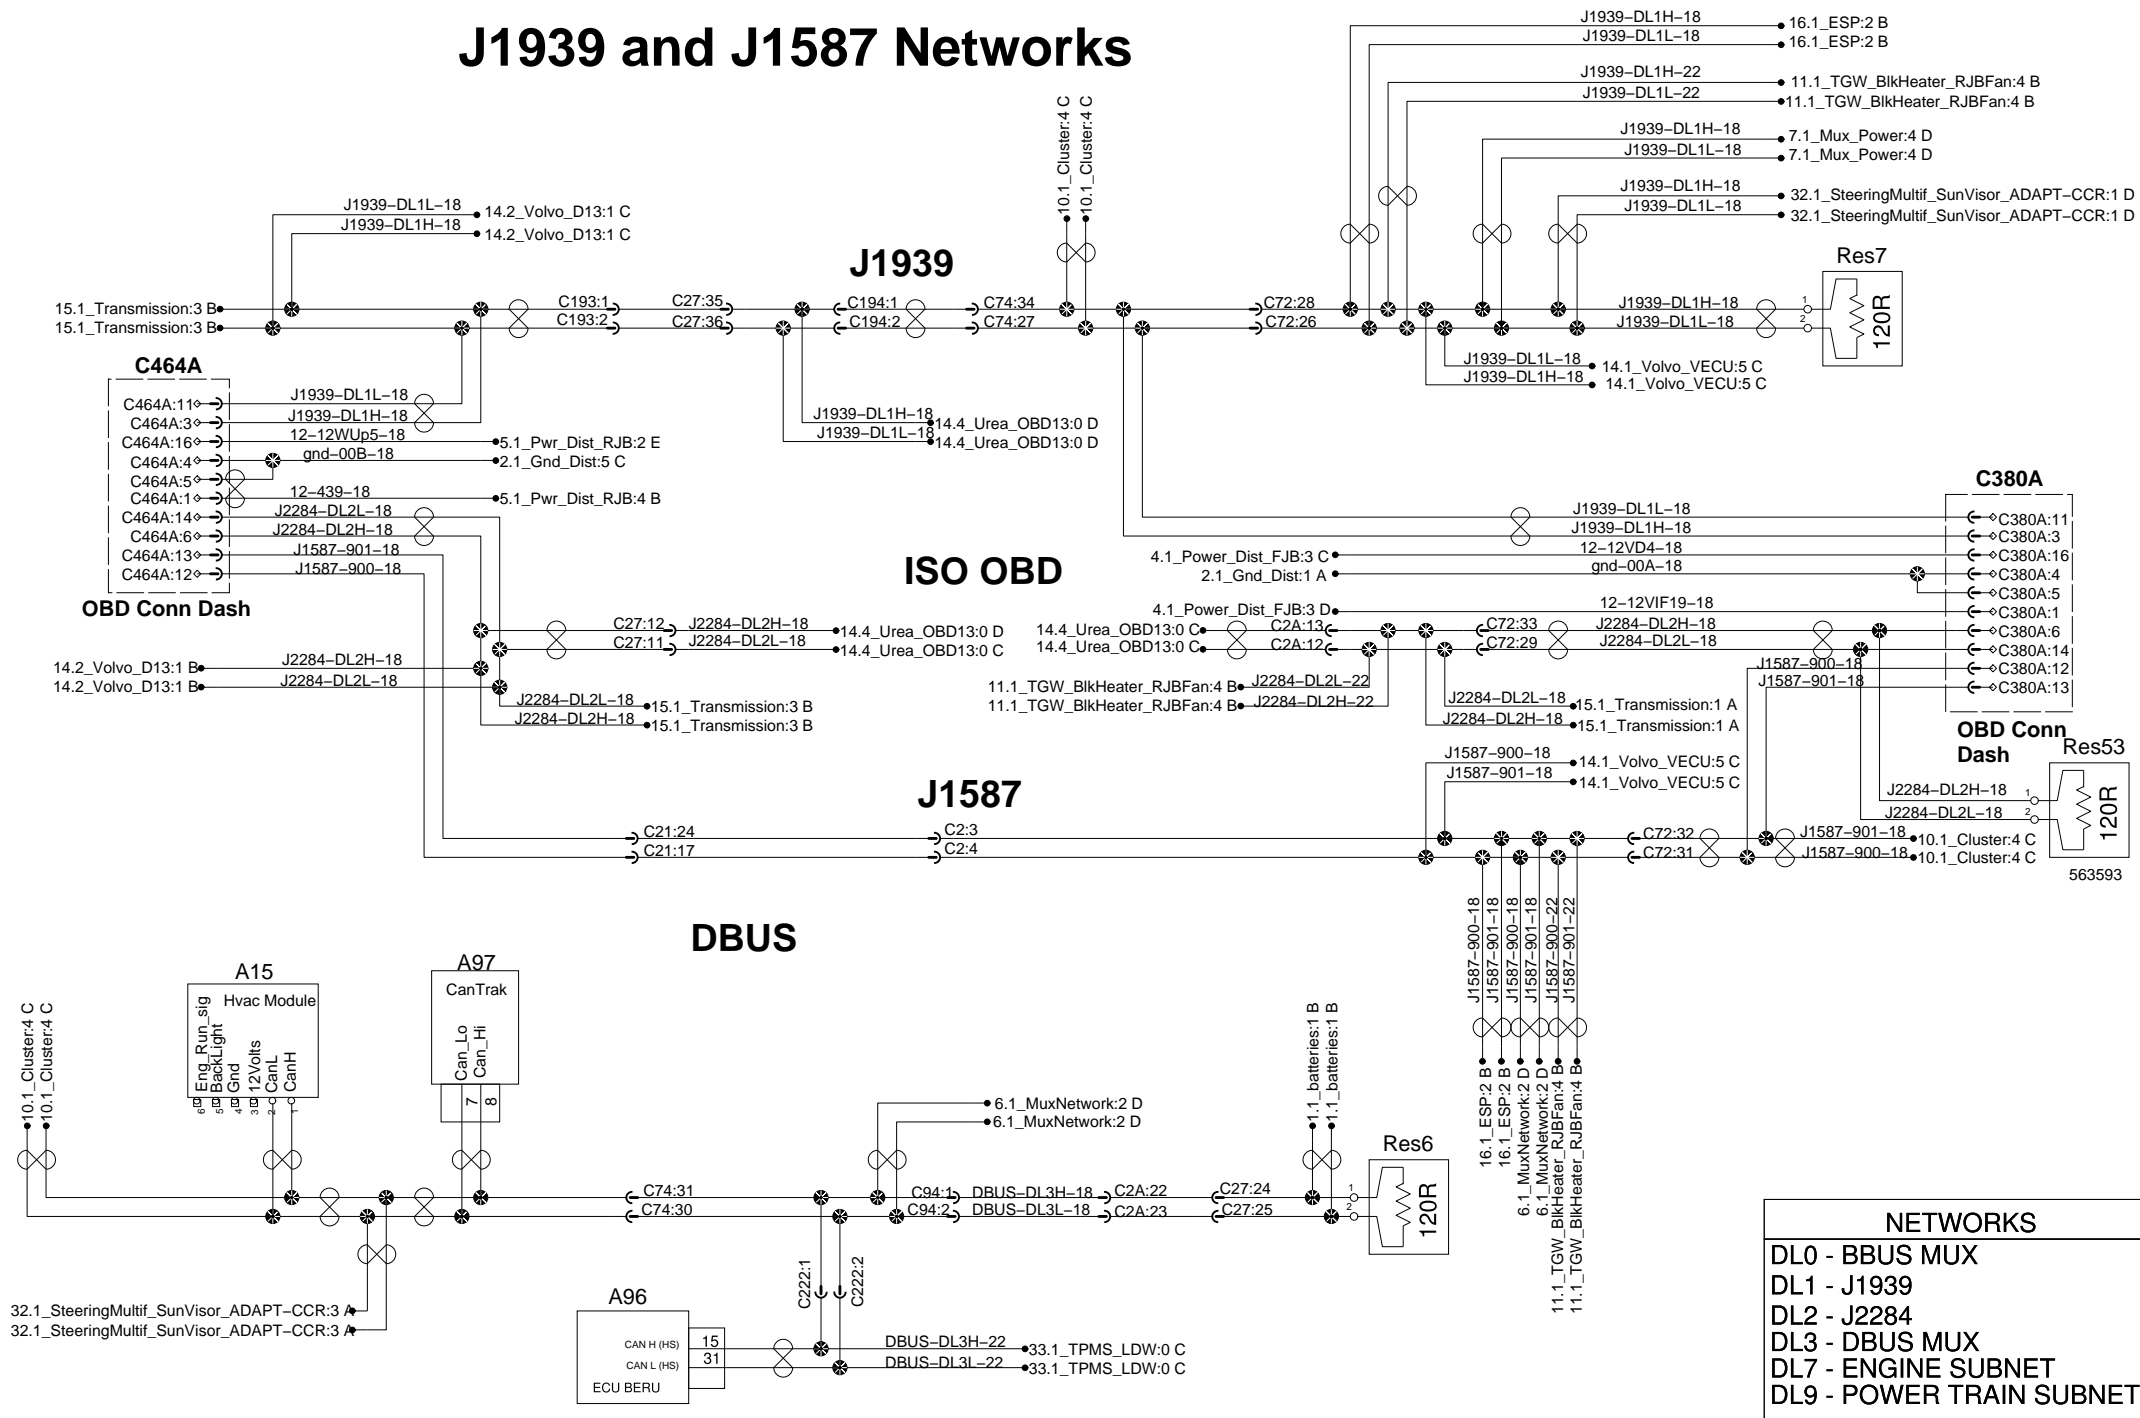 J1939 and J1587 Networks
J1939−DL1H−18
16.1_ESP:2 B
J1939−DL1L−18
16.1_ESP:2 B
J1939−DL1H−22
11.1_TGW_BlkHeater_RJBFan:4 B
J1939−DL1L−22
11.1_TGW_BlkHeater_RJBFan:4 B
J1939−DL1H−18
7.1_Mux_Power:4 D
J1939−DL1L−18
7.1_Mux_Power:4 D
J1939−DL1H−18
32.1_SteeringMultif_SunVisor_ADAPT−CCR:1 D
J1939−DL1L−18
32.1_SteeringMultif_SunVisor_ADAPT−CCR:1 D
10.1_Cluster:4 C
10.1_Cluster:4 C
J1939−DL1L−18
14.2_Volvo_D13:1 C
J1939−DL1H−18
14.2_Volvo_D13:1 C
J1939
Res7
15.1_Transmission:3 B
C193:1
C27:35
C194:1
C74:34
C72:28
J1939−DL1H−18
1
15.1_Transmission:3 B
C193:2
C27:36
C194:2
C74:27
C72:26
J1939−DL1L−18
2
120R
J1939−DL1L−18
14.1_Volvo_VECU:5 C
J1939−DL1H−18
14.1_Volvo_VECU:5 C
C464A
C464A:11
J1939−DL1L−18
C464A:3
J1939−DL1H−18
C464A:16
12−12WUp5−18
5.1_Pwr_Dist_RJB:2 E
C464A:4
gnd−00B−18
2.1_Gnd_Dist:5 C
C464A:5
C464A:1
12−439−18
5.1_Pwr_Dist_RJB:4 B
C464A:14
J2284−DL2L−18
C464A:6
J2284−DL2H−18
C464A:13
J1587−901−18
C464A:12
J1587−900−18
OBD Conn Dash
J1939−DL1H−18
14.4_Urea_OBD13:0 D
J1939−DL1L−18
14.4_Urea_OBD13:0 D
ISO OBD
C380A
J1939−DL1L−18
C380A:11
J1939−DL1H−18
C380A:3
4.1_Power_Dist_FJB:3 C
12−12VD4−18
C380A:16
2.1_Gnd_Dist:1 A
gnd−00A−18
C380A:4
C380A:5
4.1_Power_Dist_FJB:3 D
12−12VIF19−18
C380A:1
14.4_Urea_OBD13:0 C
C2A:13
C72:33
J2284−DL2H−18
C380A:6
14.4_Urea_OBD13:0 C
C2A:12
C72:29
J2284−DL2L−18
C380A:14
J1587−900−18
C380A:12
J1587−901−18
C380A:13
OBD Conn
Dash
C27:12
J2284−DL2H−18
14.4_Urea_OBD13:0 D
C27:11
J2284−DL2L−18
14.4_Urea_OBD13:0 C
14.2_Volvo_D13:1 B
J2284−DL2H−18
14.2_Volvo_D13:1 B
J2284−DL2L−18
J2284−DL2L−18
15.1_Transmission:3 B
J2284−DL2H−18
15.1_Transmission:3 B
11.1_TGW_BlkHeater_RJBFan:4 B
J2284−DL2L−22
11.1_TGW_BlkHeater_RJBFan:4 B
J2284−DL2H−22
J2284−DL2L−18
15.1_Transmission:1 A
J2284−DL2H−18
15.1_Transmission:1 A
J1587−900−18
14.1_Volvo_VECU:5 C
J1587−901−18
14.1_Volvo_VECU:5 C
Res53
J2284−DL2H−18
1
J2284−DL2L−18
2
120R
563593
J1587
C21:24
C2:3
C72:32
J1587−901−18
10.1_Cluster:4 C
C21:17
C2:4
C72:31
J1587−900−18
10.1_Cluster:4 C
J1587−900−18
J1587−901−18
J1587−900−18
J1587−901−18
J1587−900−22
J1587−901−22
16.1_ESP:2 B
16.1_ESP:2 B
6.1_MuxNetwork:2 D
6.1_MuxNetwork:2 D
11.1_TGW_BlkHeater_RJBFan:4 B
11.1_TGW_BlkHeater_RJBFan:4 B
DBUS
10.1_Cluster:4 C
10.1_Cluster:4 C
A15
Hvac Module
Eng_Run_sig
BackLight
Gnd
12Volts
CanL
CanH
6
5
4
3
2
1
A97
CanTrak
Can_Lo
Can_Hi
7
8
6.1_MuxNetwork:2 D
6.1_MuxNetwork:2 D
1.1_batteries:1 B
1.1_batteries:1 B
Res6
C74:31
C94:1
DBUS−DL3H−18
C2A:22
C27:24
1
C74:30
C94:2
DBUS−DL3L−18
C2A:23
C27:25
2
120R
C222:1
C222:2
32.1_SteeringMultif_SunVisor_ADAPT−CCR:3 A
32.1_SteeringMultif_SunVisor_ADAPT−CCR:3 A
A96
CAN H (HS)
15
DBUS−DL3H−22
33.1_TPMS_LDW:0 C
CAN L (HS)
31
DBUS−DL3L−22
33.1_TPMS_LDW:0 C
ECU BERU
NETWORKS
DL0 - BBUS MUX
DL1 - J1939
DL2 - J2284
DL3 - DBUS MUX
DL7 - ENGINE SUBNET
DL9 - POWER TRAIN SUBNET